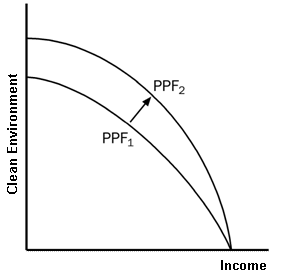 PPF₂
PPF₁
Clean Environment
Income